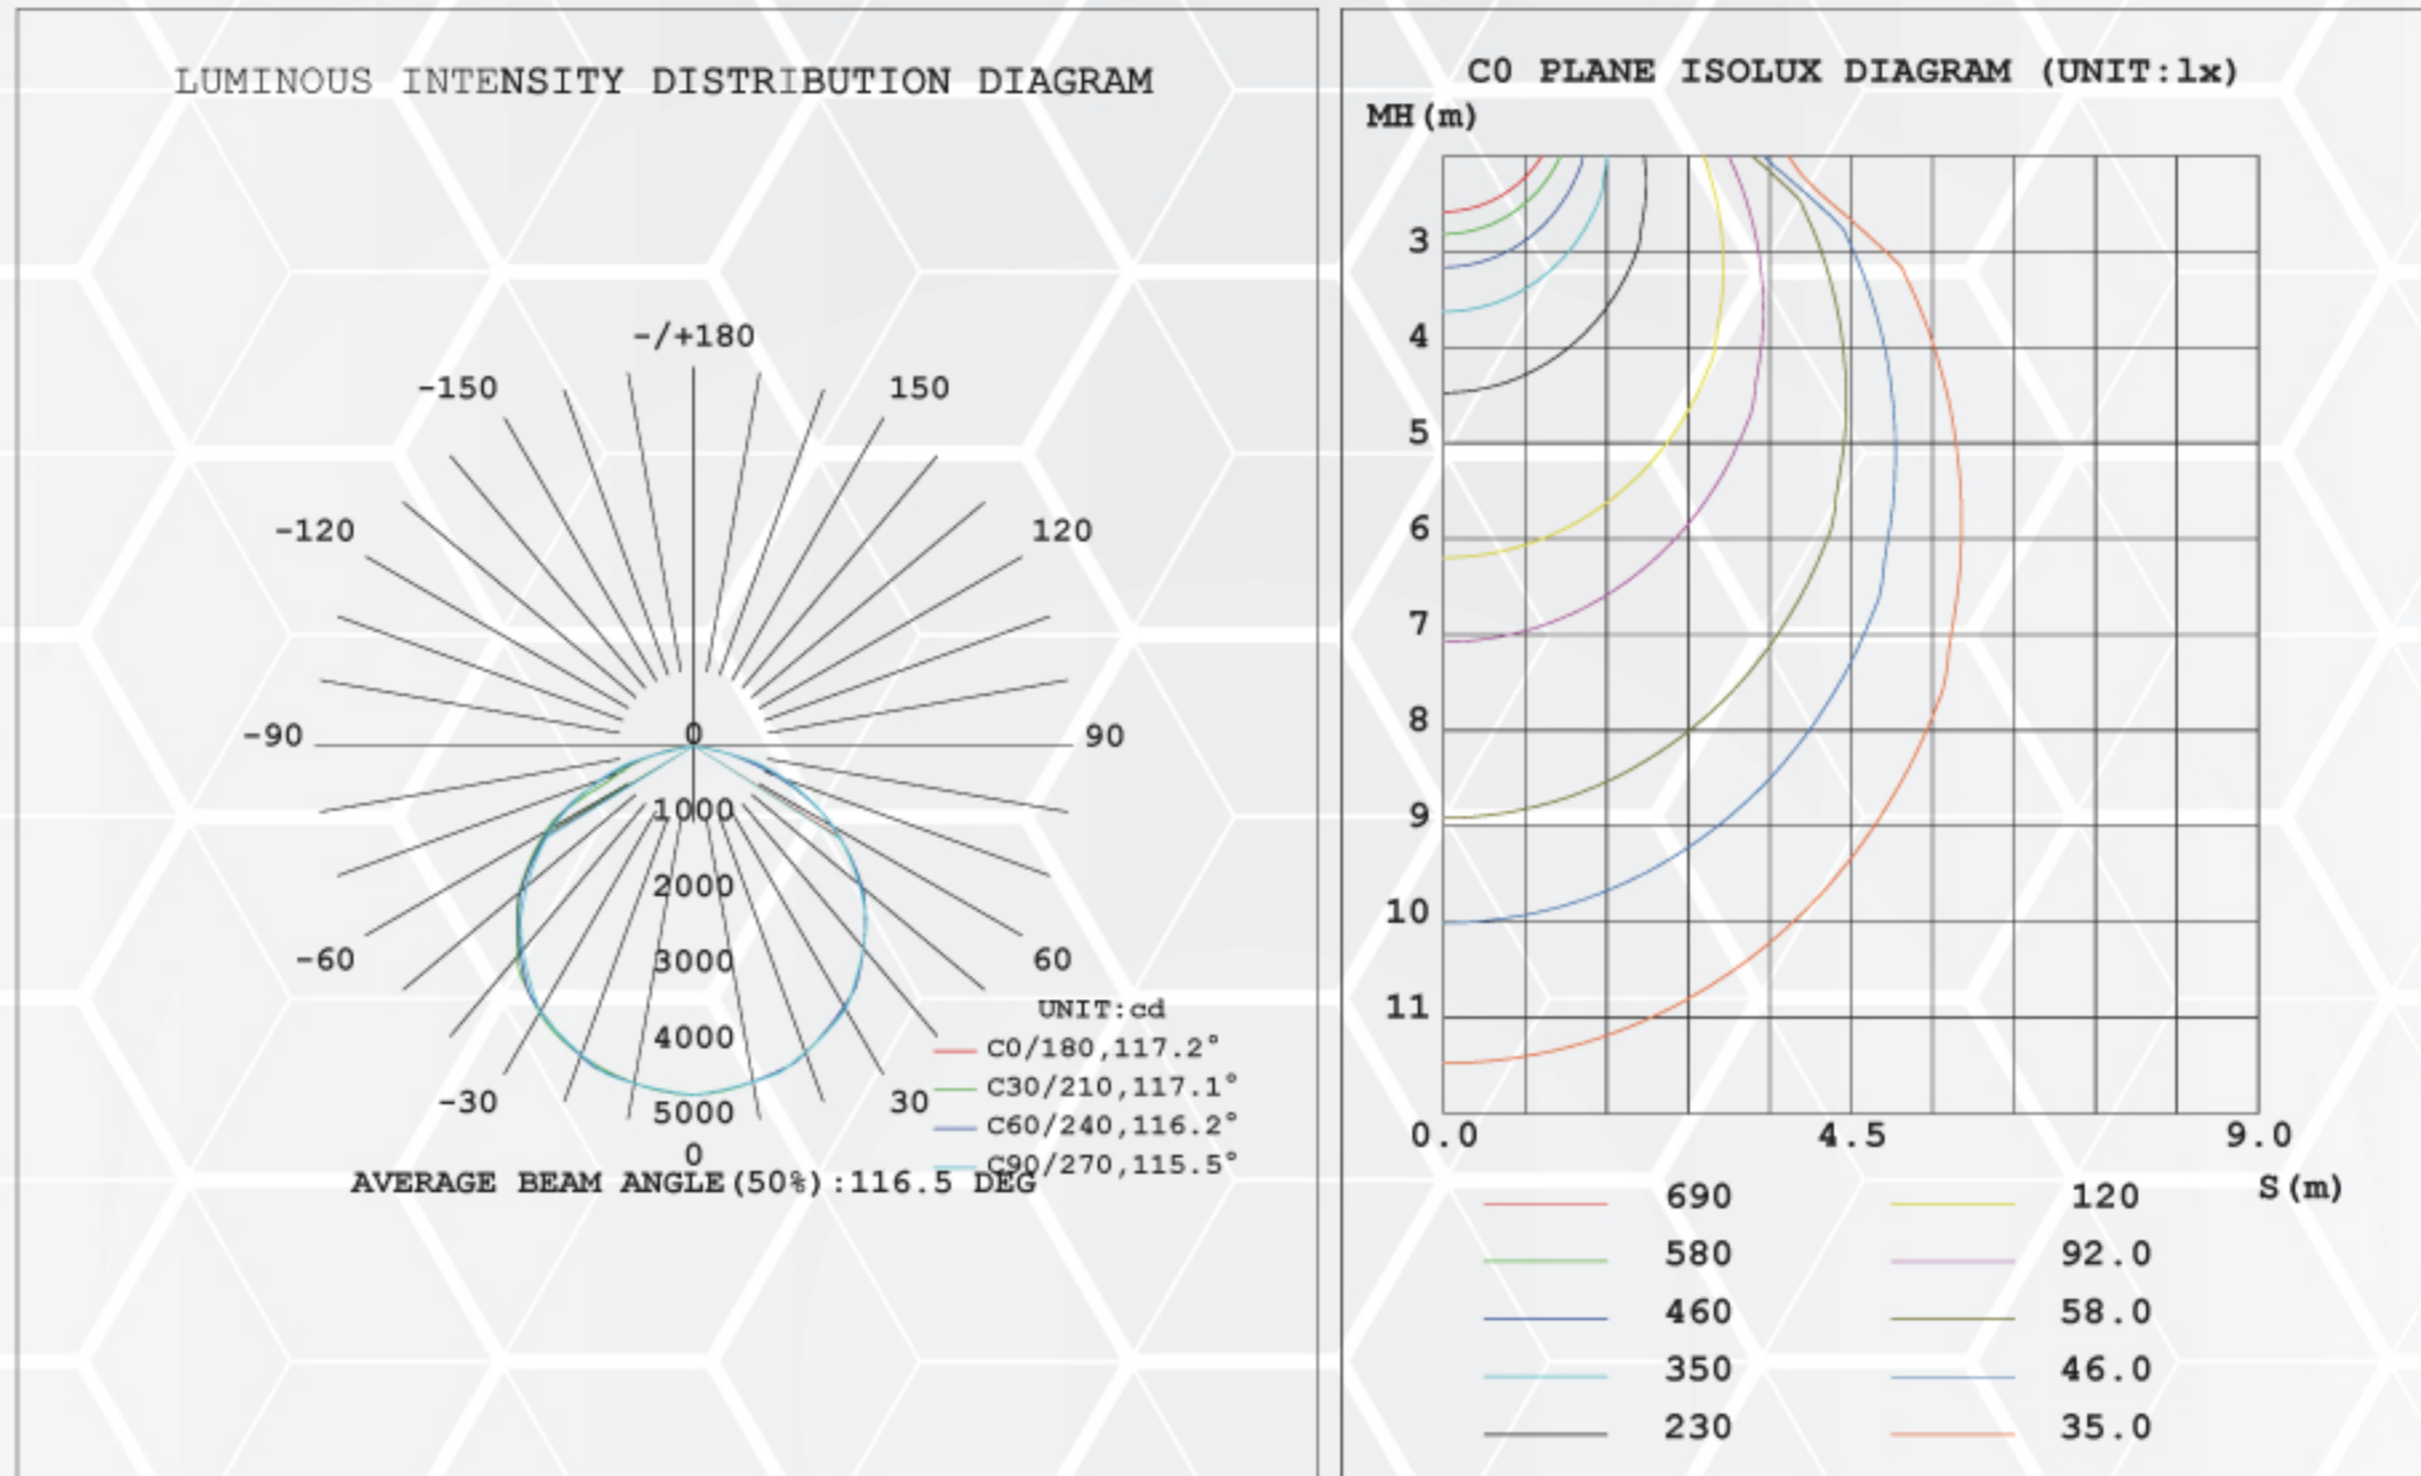 LUMINOUS INTENSITY DISTRIBUTION DIAGRAM
-/+180
-150 150
-120 120
-90 0 90
1000
2000
-60 3000 60
UNIT:cd
4000 C0/180,117.2°
-30 5000 30 C30/210,117.1°
C60/240,116.2°
0 C90/270,115.5°
AVERAGE BEAM ANGLE(50%):116.5 DEG
C0 PLANE ISOLUX DIAGRAM (UNIT:lx)
MH(m)
3
4
5
6
7
8
9
10
11
0.0 4.5 9.0
S(m)
690 120
580 92.0
460 58.0
350 46.0
230 35.0